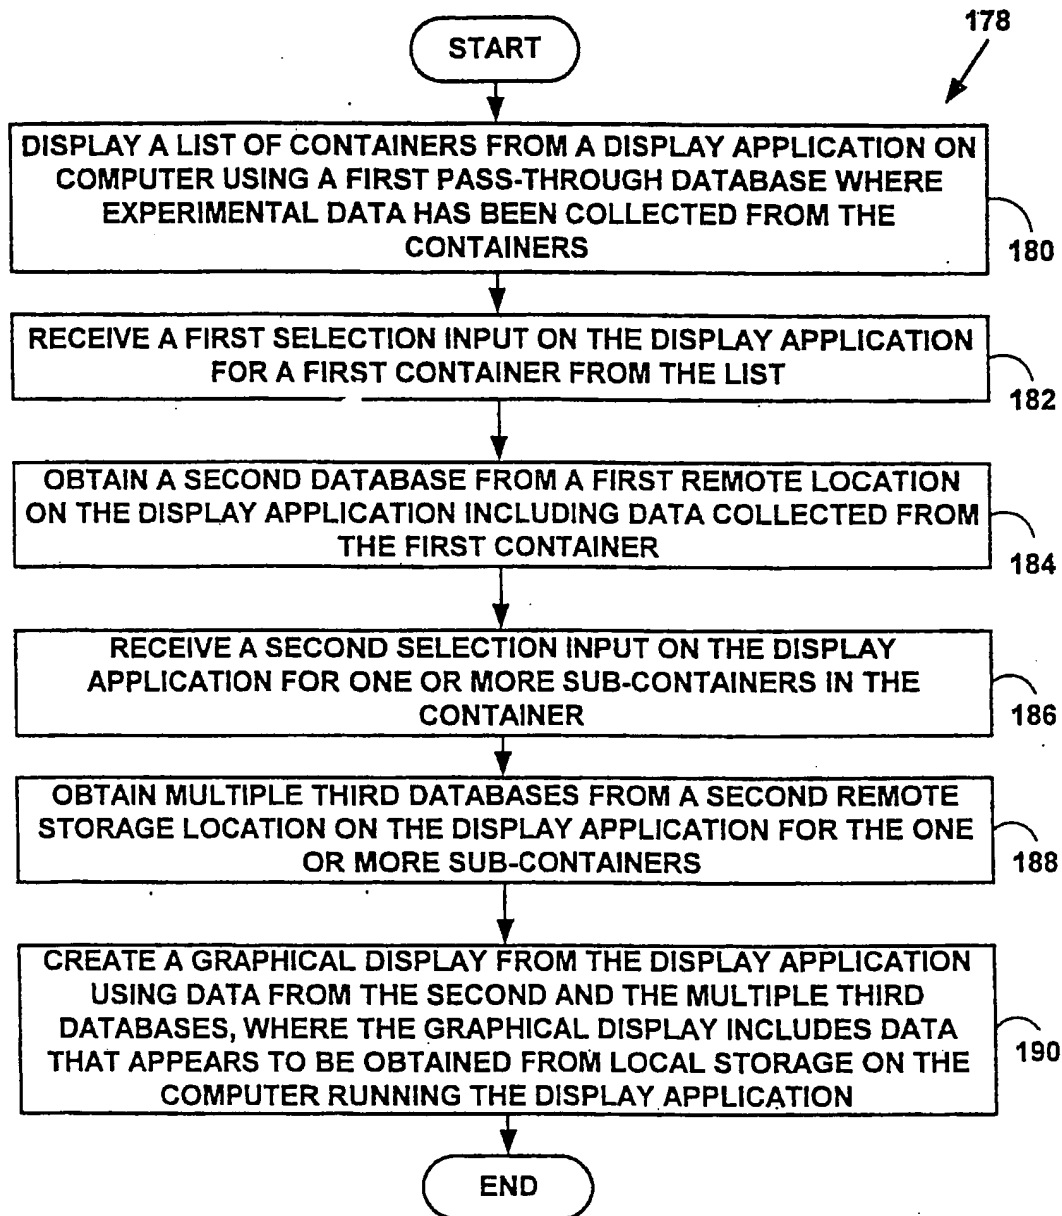 178
START
DISPLAY A LIST OF CONTAINERS FROM A DISPLAY APPLICATION ON
COMPUTER USING A FIRST PASS-THROUGH DATABASE WHERE
EXPERIMENTAL DATA HAS BEEN COLLECTED FROM THE
CONTAINERS
180
RECEIVE A FIRST SELECTION INPUT ON THE DISPLAY APPLICATION
FOR A FIRST CONTAINER FROM THE LIST
182
OBTAIN A SECOND DATABASE FROM A FIRST REMOTE LOCATION
ON THE DISPLAY APPLICATION INCLUDING DATA COLLECTED FROM
THE FIRST CONTAINER
184
RECEIVE A SECOND SELECTION INPUT ON THE DISPLAY
APPLICATION FOR ONE OR MORE SUB-CONTAINERS IN THE
CONTAINER
186
OBTAIN MULTIPLE THIRD DATABASES FROM A SECOND REMOTE
STORAGE LOCATION ON THE DISPLAY APPLICATION FOR THE ONE
OR MORE SUB-CONTAINERS
188
CREATE A GRAPHICAL DISPLAY FROM THE DISPLAY APPLICATION
USING DATA FROM THE SECOND AND THE MULTIPLE THIRD
DATABASES, WHERE THE GRAPHICAL DISPLAY INCLUDES DATA
THAT APPEARS TO BE OBTAINED FROM LOCAL STORAGE ON THE
COMPUTER RUNNING THE DISPLAY APPLICATION
190
END